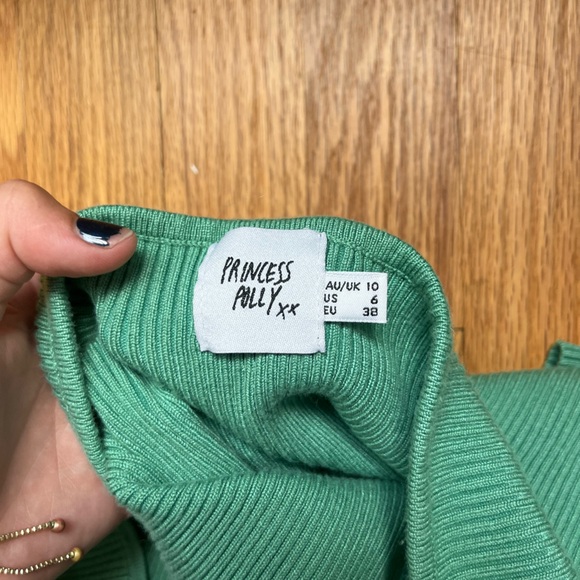 PRINCESS
POLLY xx
AU/UK 10
US 6
EU 38